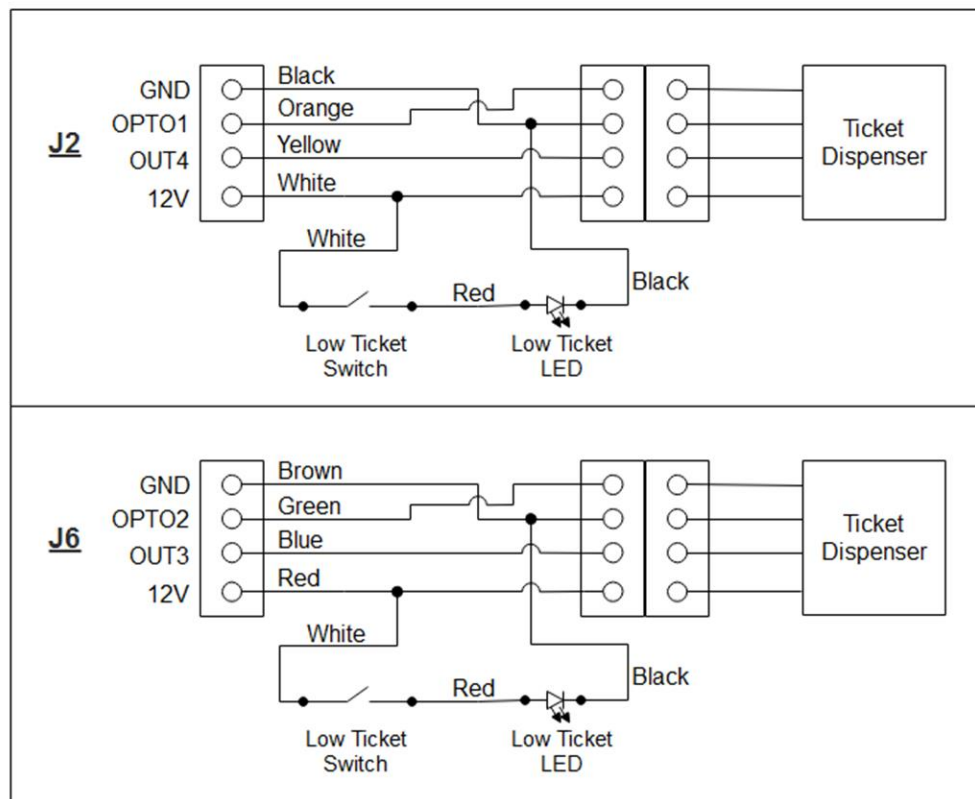 J2
GND
OPTO1
OUT4
12V
Black
Orange
Yellow
White
White
Red
Black
Low Ticket
Switch
Low Ticket
LED
Ticket
Dispenser
J6
GND
OPTO2
OUT3
12V
Brown
Green
Blue
Red
White
Red
Black
Low Ticket
Switch
Low Ticket
LED
Ticket
Dispenser